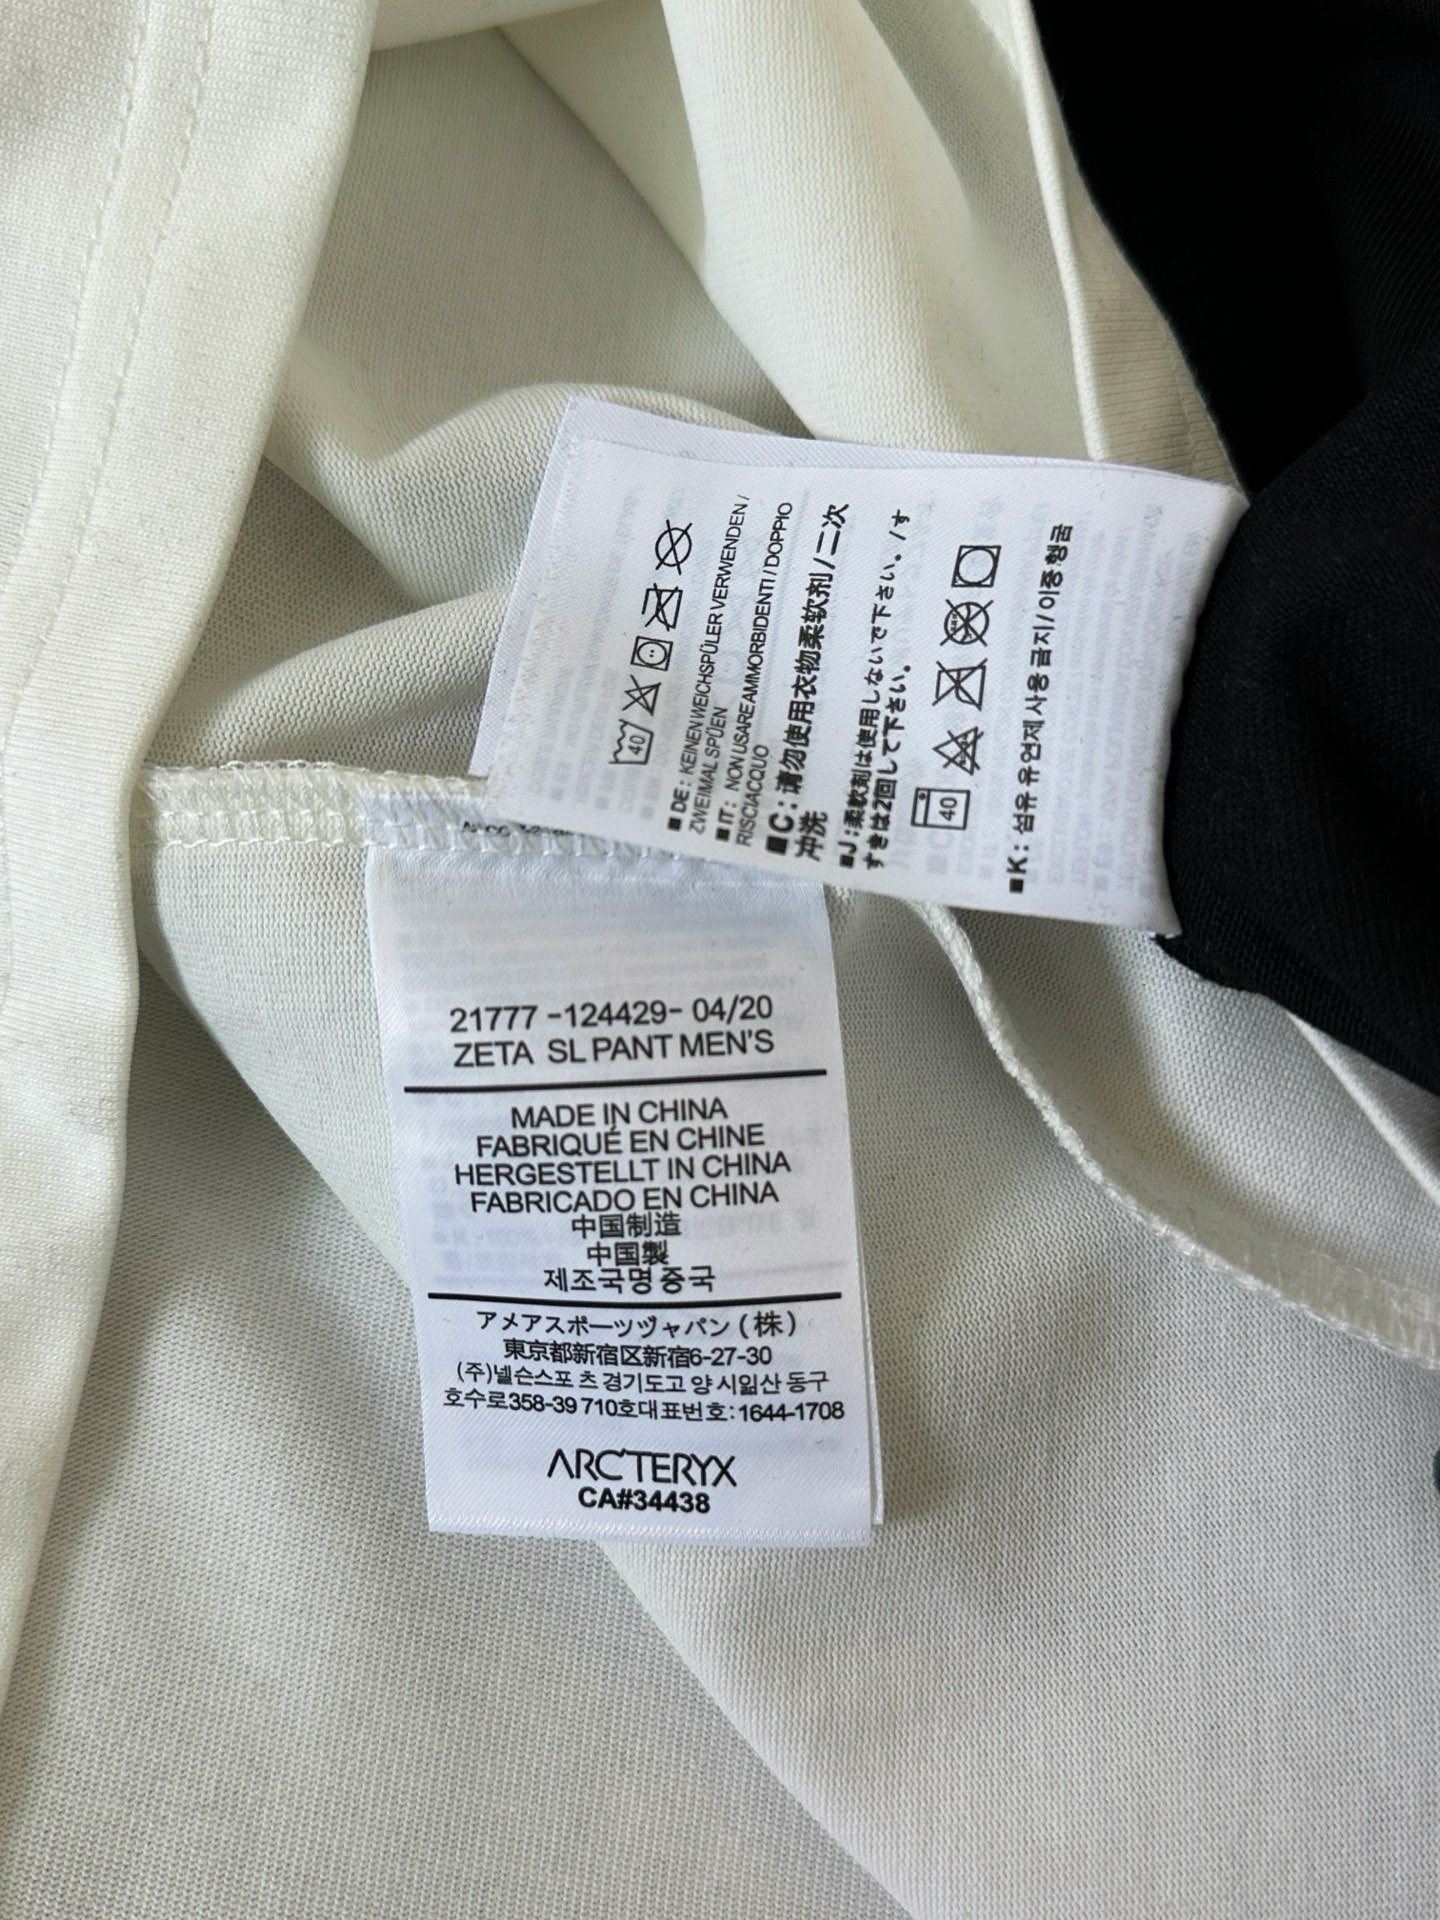 ■DE: KEINEN WEICHSPÜLER VERWENDEN /
ZWEIMAL SPÜEN
■IT: NON USARE AMMORBIDENTI / DOPPIO
RISCIACQUO
■C:请勿使用衣物柔软剂/二次
冲洗
■J:柔軟剤は使用しないで下さい。/す
すきは2回して下さい。
■K: 섬유 유연제 사용 금지/이중헹굼
40
40
21777 -124429- 04/20
ZETA SL PANT MEN'S
MADE IN CHINA
FABRIQUÉ EN CHINE
HERGESTELLT IN CHINA
FABRICADO EN CHINA
中国制造
中国製
제조국명 중국
アメアスポーツヅャパン(株)
東京都新宿区新宿6-27-30
(주)넬슨스포 츠 경기도고 양 시일산 동구
호수로358-39 710호대표번호: 1644-1708
ARC'TERYX
CA#34438